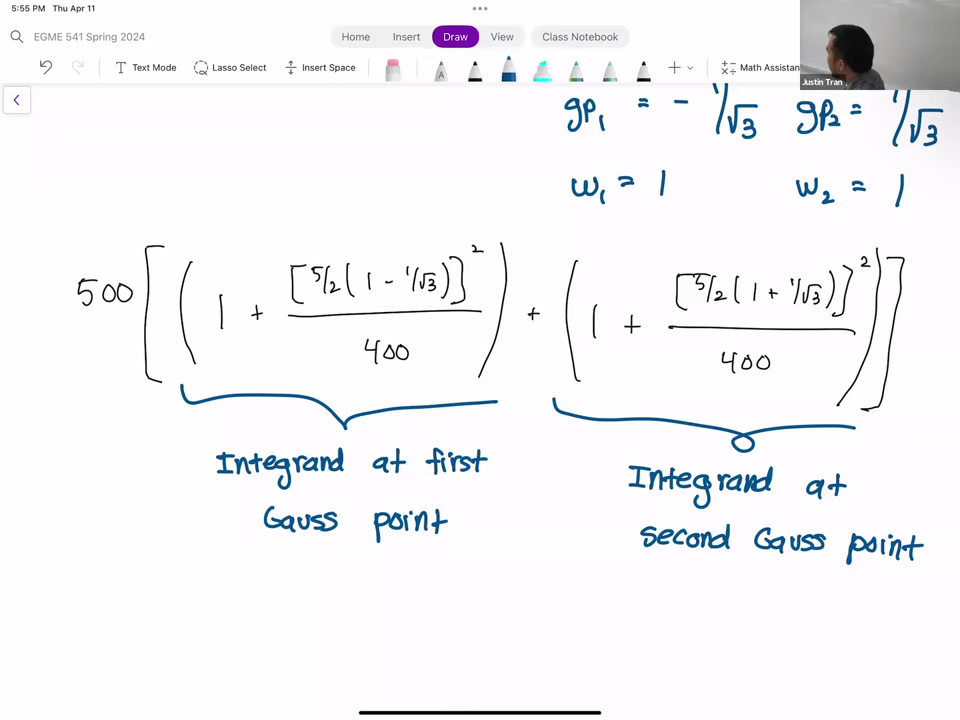 5:55 PM Thu Apr 11
EGME 541 Spring 2024
Home Insert Draw View Class Notebook
Text Mode Lasso Select Insert Space A Math Assistan
Justin Tran
gp₁ = - 1/√3 gp₂ = 1/√3
w₁ = 1 w₂ = 1
500 [ ( 1 + [5/2 ( 1 - 1/√3 )]² / 400 ) + ( 1 + [5/2 ( 1 + 1/√3 )]² / 400 ) ]
Integrand at first
Gauss point
Integrand at
second Gauss point